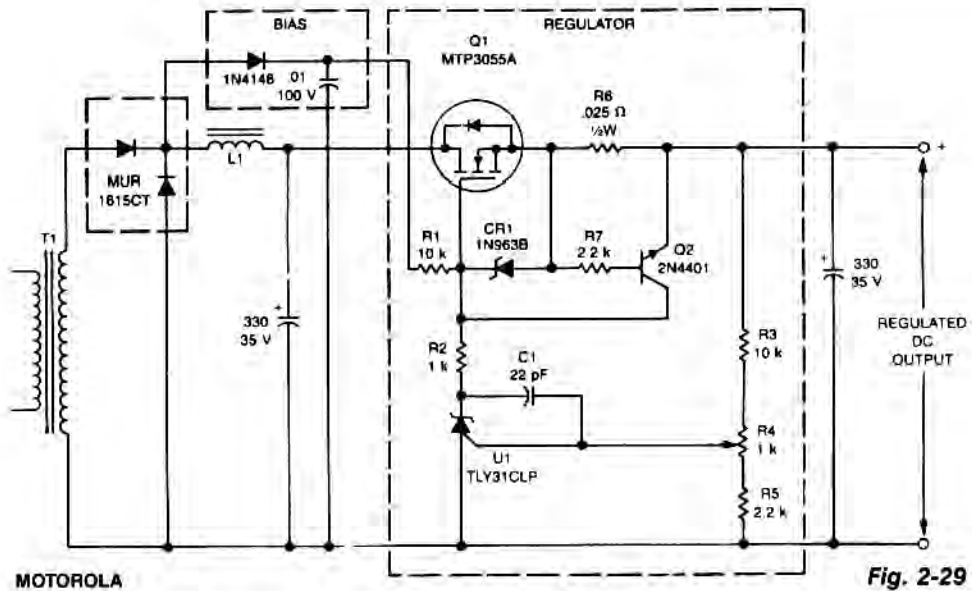 BIAS
REGULATOR
Q1
MTP3055A
1N4148
.01
100 V
R6
.025 Ω
½W
+
L1
MUR
1615CT
T1
R1
10 k
CR1
1N963B
R7
2.2 k
Q2
2N4401
+
330
35 V
R2
1 k
C1
22 pF
R3
10 k
+
330
35 V
REGULATED
DC
OUTPUT
R4
1 k
U1
TLY31CLP
R5
2.2 k
MOTOROLA
Fig. 2-29